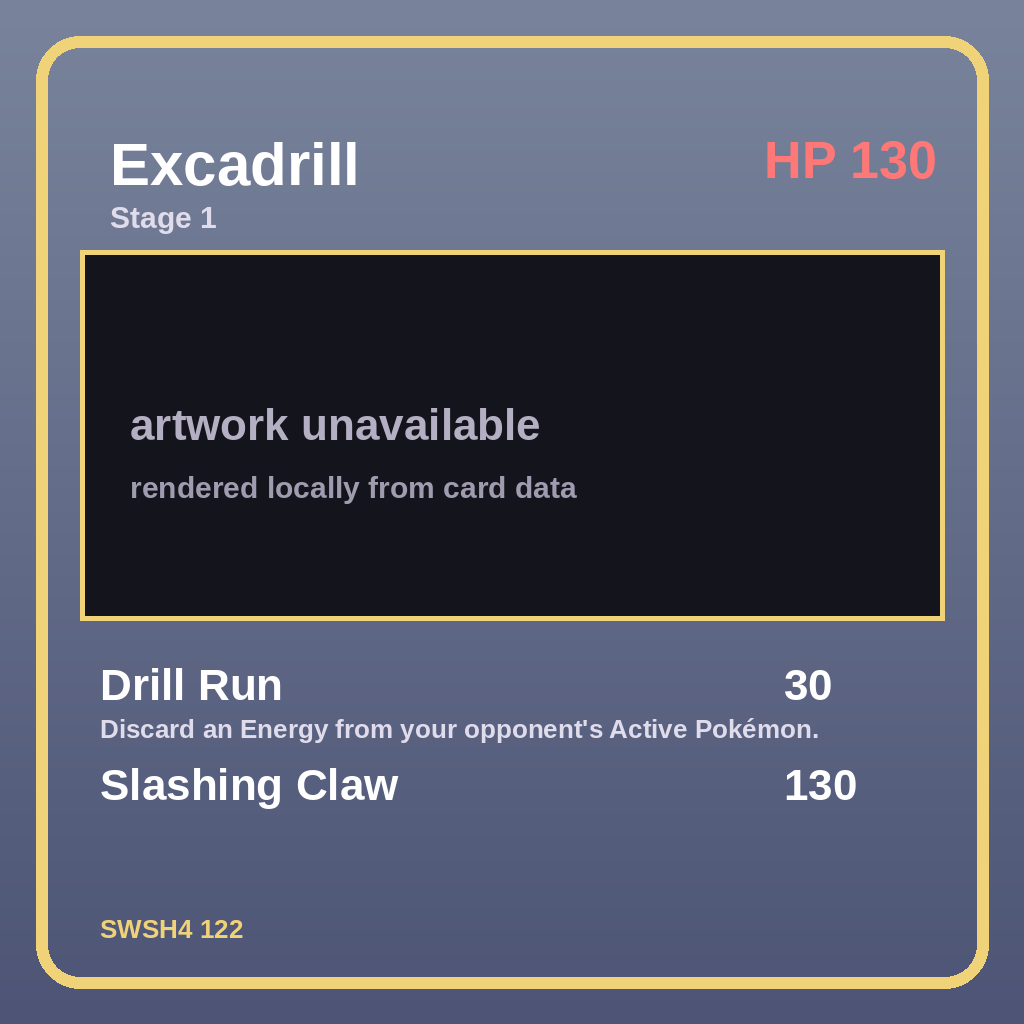 Excadrill
HP 130
Stage 1
artwork unavailable
rendered locally from card data
Drill Run 30
Discard an Energy from your opponent's Active Pokémon.
Slashing Claw 130
SWSH4 122